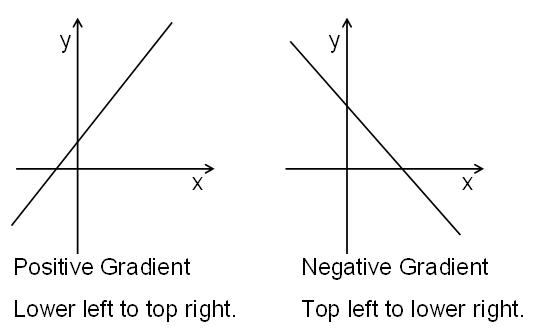 y
x
Positive Gradient
Lower left to top right.
y
x
Negative Gradient
Top left to lower right.